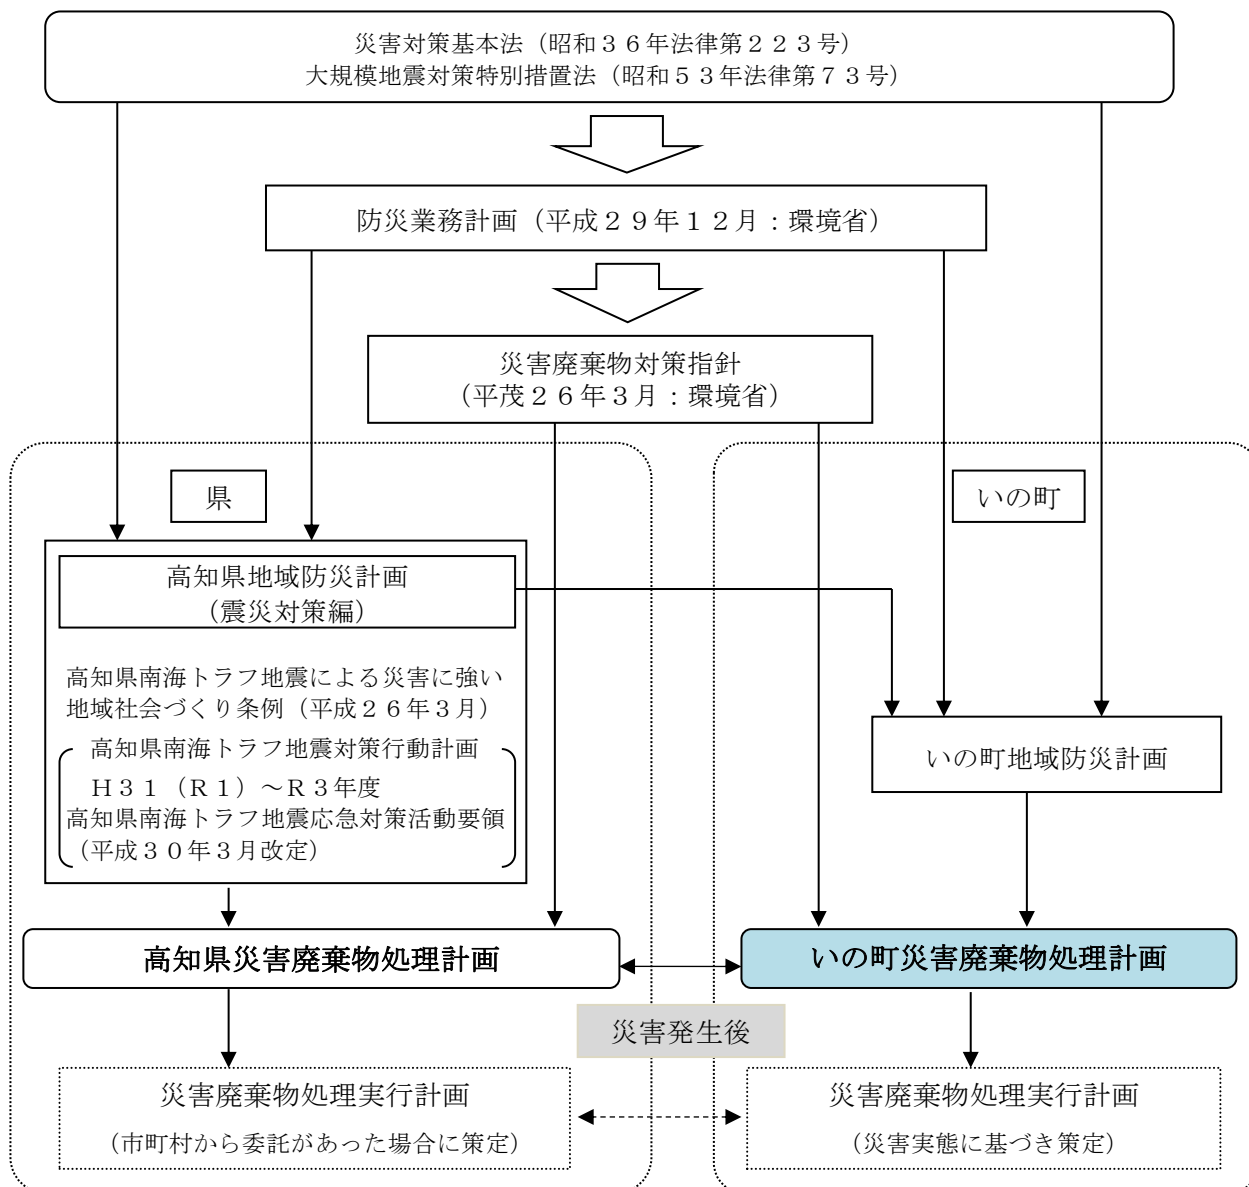 災害対策基本法（昭和３６年法律第２２３号）
大規模地震対策特別措置法（昭和５３年法律第７３号）
防災業務計画（平成２９年１２月：環境省）
災害廃棄物対策指針
（平茂２６年３月：環境省）
県
いの町
高知県地域防災計画
（震災対策編）
高知県南海トラフ地震による災害に強い
地域社会づくり条例（平成２６年３月）
高知県南海トラフ地震対策行動計画
Ｈ３１（Ｒ１）～Ｒ３年度
高知県南海トラフ地震応急対策活動要領
（平成３０年３月改定）
いの町地域防災計画
高知県災害廃棄物処理計画
いの町災害廃棄物処理計画
災害発生後
災害廃棄物処理実行計画
（市町村から委託があった場合に策定）
災害廃棄物処理実行計画
（災害実態に基づき策定）